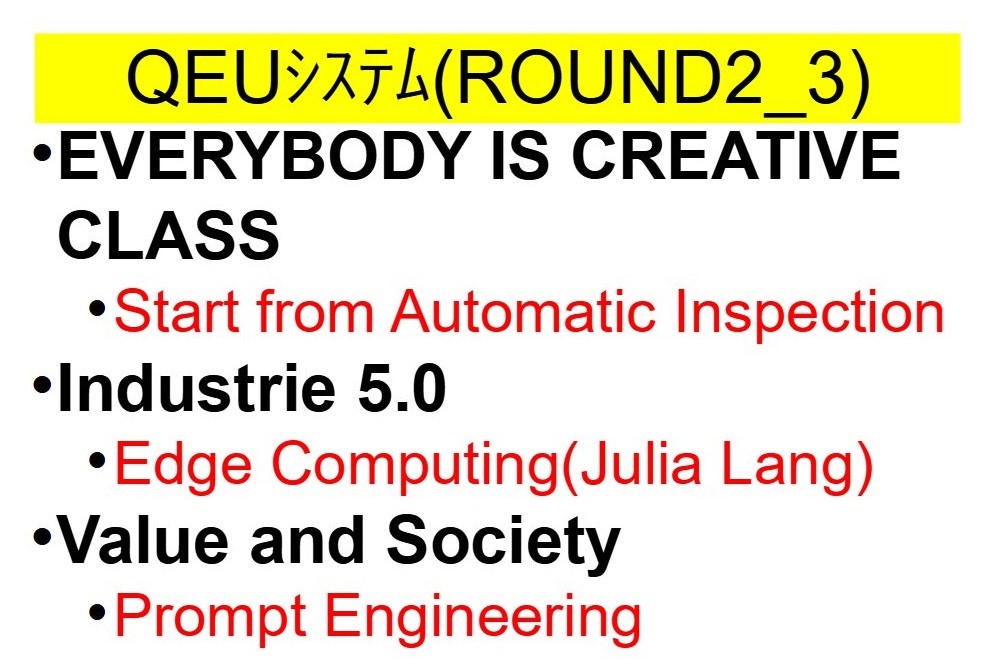 QEUｼｽﾃﾑ(ROUND2_3)
•EVERYBODY IS CREATIVE
CLASS
•Start from Automatic Inspection
•Industrie 5.0
•Edge Computing(Julia Lang)
•Value and Society
•Prompt Engineering